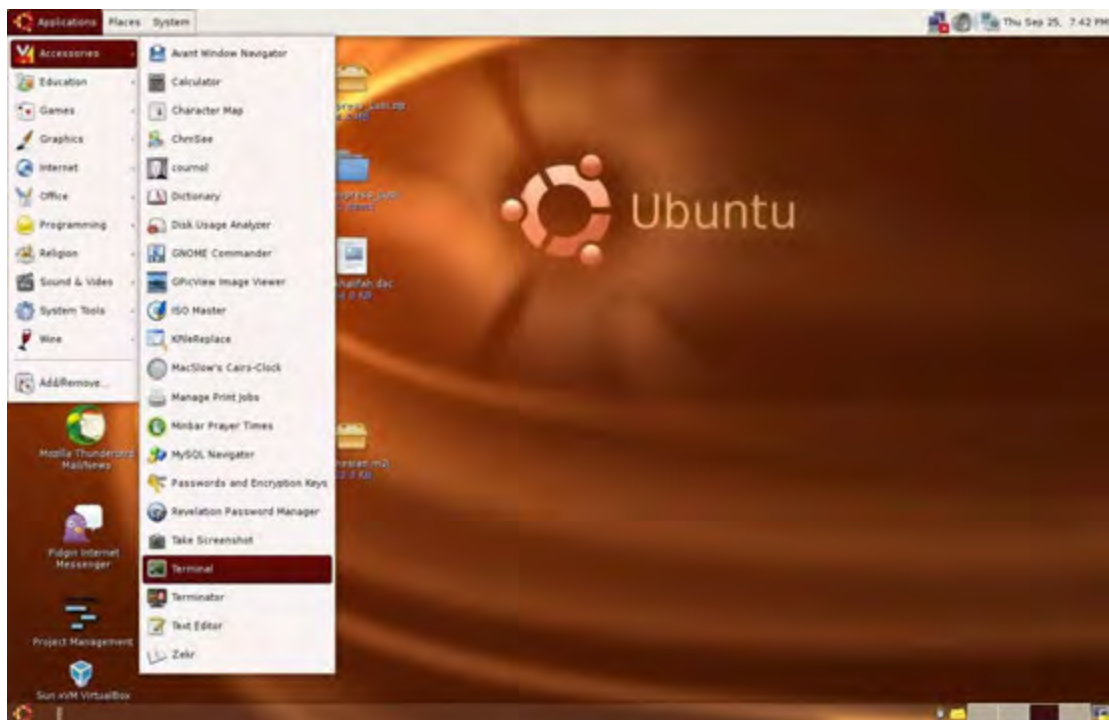 Applications Places System
Thu Sep 25, 7:42 PM
Accessories
Education
Games
Graphics
Internet
Office
Programming
Religion
Sound & Video
System Tools
Wine
Add/Remove...
Avant Window Navigator
Calculator
Character Map
ChmSee
cournol
Dictionary
Disk Usage Analyzer
GNOME Commander
GPicView Image Viewer
ISO Master
KFileReplace
MacSlow's Cairo-Clock
Manage Print Jobs
Minbar Prayer Times
MySQL Navigator
Passwords and Encryption Keys
Revelation Password Manager
Take Screenshot
Terminal
Terminator
Text Editor
Zekr
Ubuntu
Mozilla Thunderbird
Mail/News
Pidgin Internet
Messenger
Project Management
Sun xVM VirtualBox